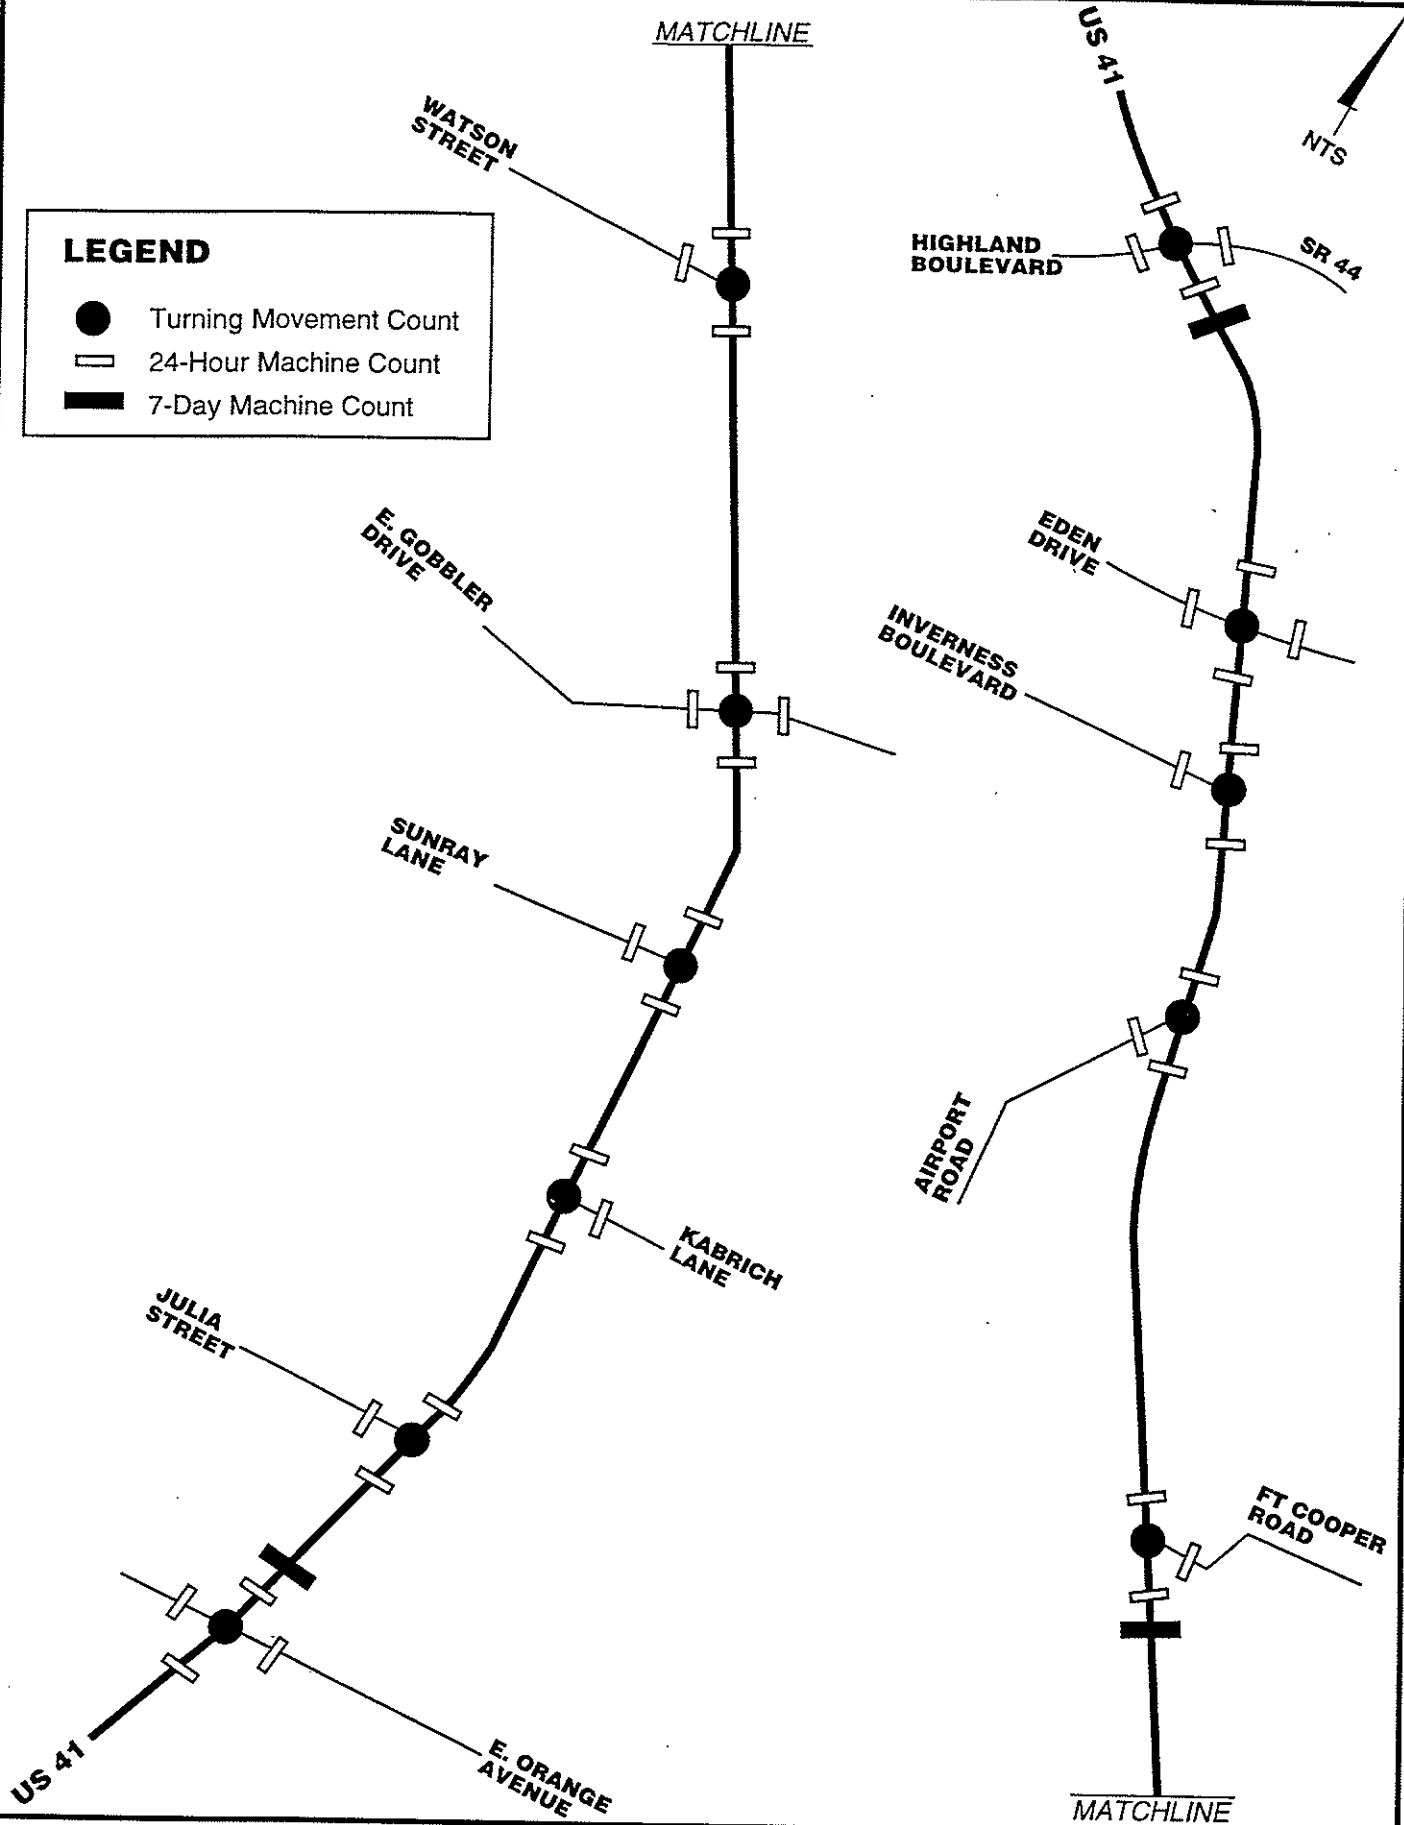 MATCHLINE
US 41
NTS
WATSON
STREET
HIGHLAND
BOULEVARD
SR 44
LEGEND
Turning Movement Count
24-Hour Machine Count
7-Day Machine Count
E. GOBBLER
DRIVE
EDEN
DRIVE
INVERNESS
BOULEVARD
SUNRAY
LANE
AIRPORT
ROAD
KABRICH
LANE
JULIA
STREET
FT COOPER
ROAD
US 41
E. ORANGE
AVENUE
MATCHLINE